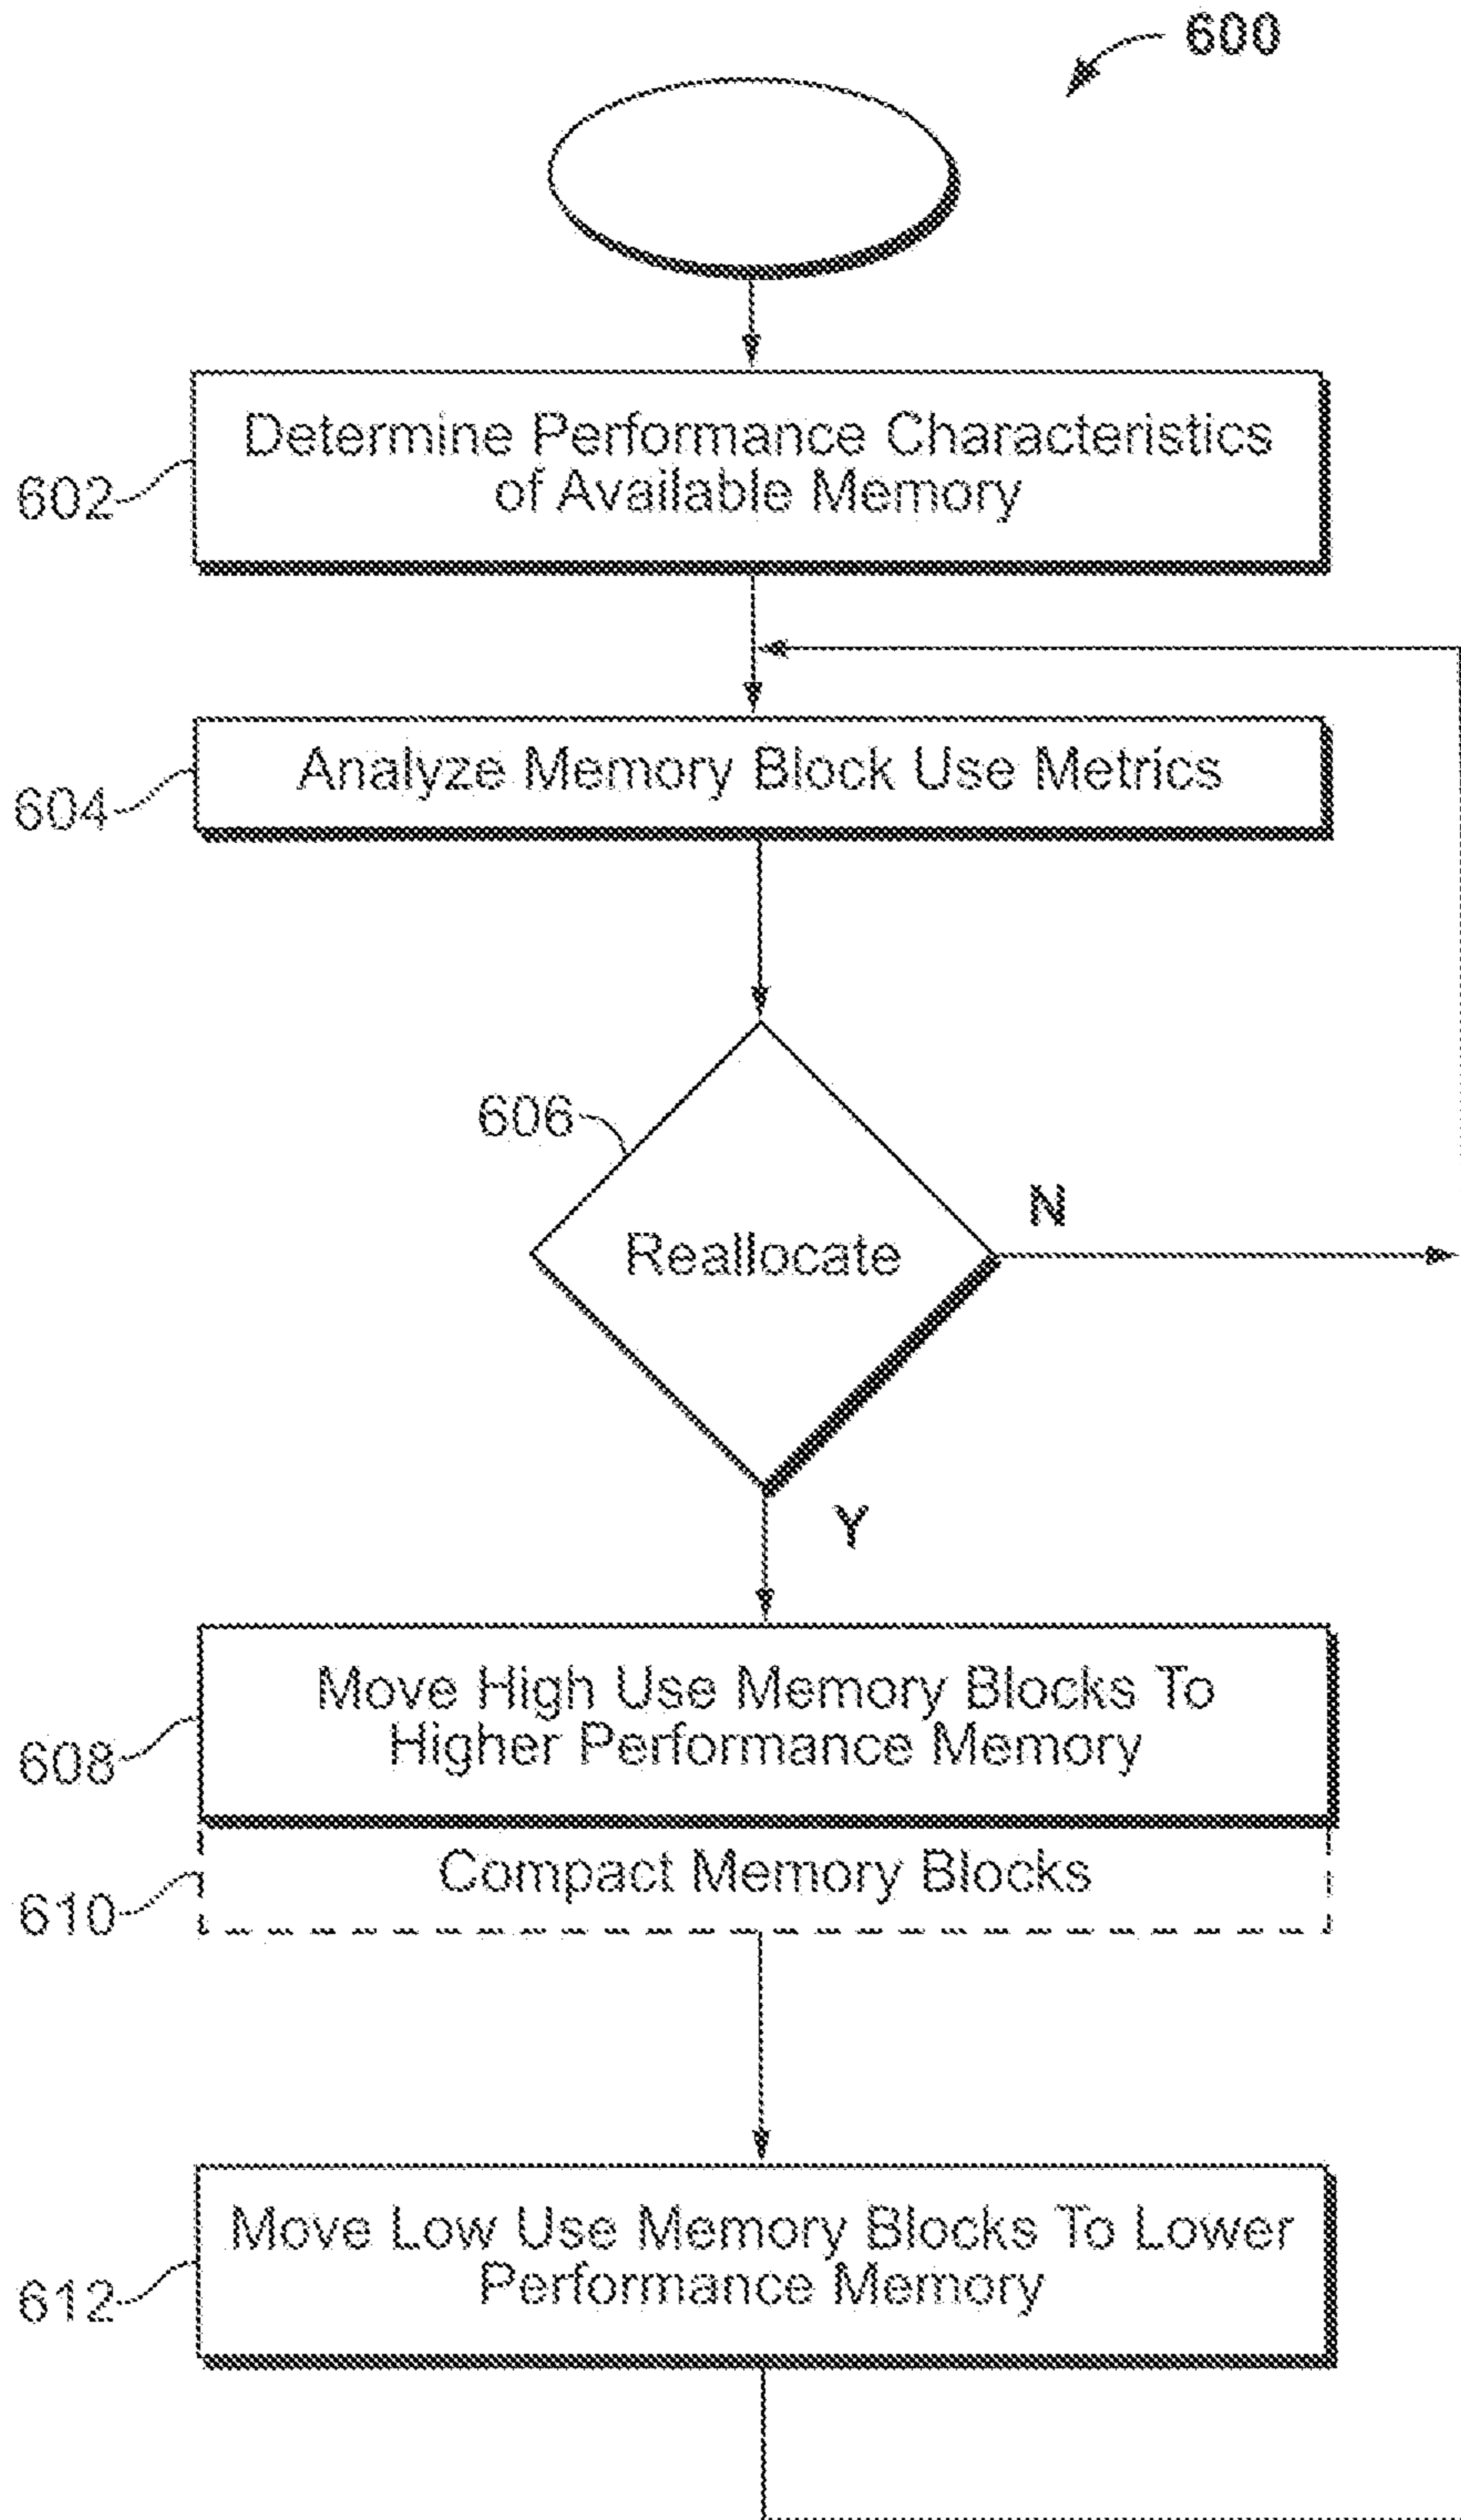 600
Determine Performance Characteristics
of Available Memory
602
Analyze Memory Block Use Metrics
604
606
Reallocate
N
Y
Move High Use Memory Blocks To
Higher Performance Memory
608
Compact Memory Blocks
610
Move Low Use Memory Blocks To Lower
Performance Memory
612